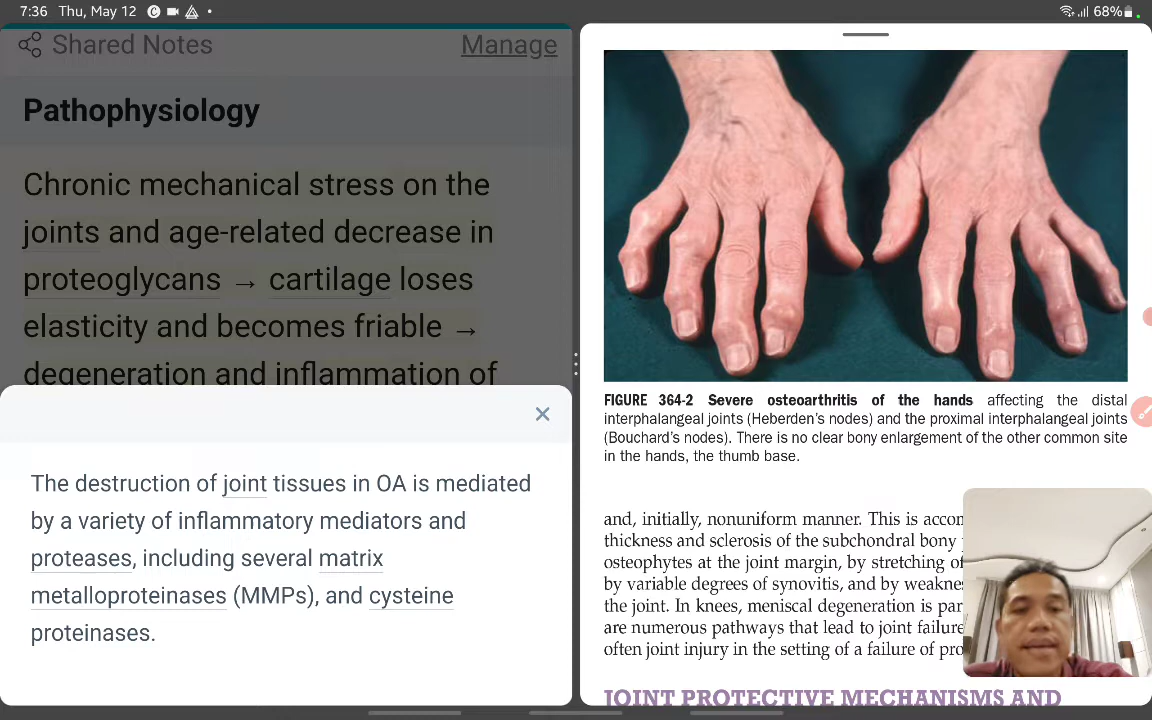 7:36 Thu, May 12
68%
Shared Notes
Manage
Pathophysiology
Chronic mechanical stress on the
joints and age-related decrease in
proteoglycans → cartilage loses
elasticity and becomes friable →
degeneration and inflammation of
The destruction of joint tissues in OA is mediated
by a variety of inflammatory mediators and
proteases, including several matrix
metalloproteinases (MMPs), and cysteine
proteinases.
FIGURE 364-2 Severe osteoarthritis of the hands affecting the distal
interphalangeal joints (Heberden's nodes) and the proximal interphalangeal joints
(Bouchard's nodes). There is no clear bony enlargement of the other common site
in the hands, the thumb base.
and, initially, nonuniform manner. This is accom
thickness and sclerosis of the subchondral bony
osteophytes at the joint margin, by stretching of
by variable degrees of synovitis, and by weaknes
the joint. In knees, meniscal degeneration is par
are numerous pathways that lead to joint failure
often joint injury in the setting of a failure of pro
JOINT PROTECTIVE MECHANISMS AND